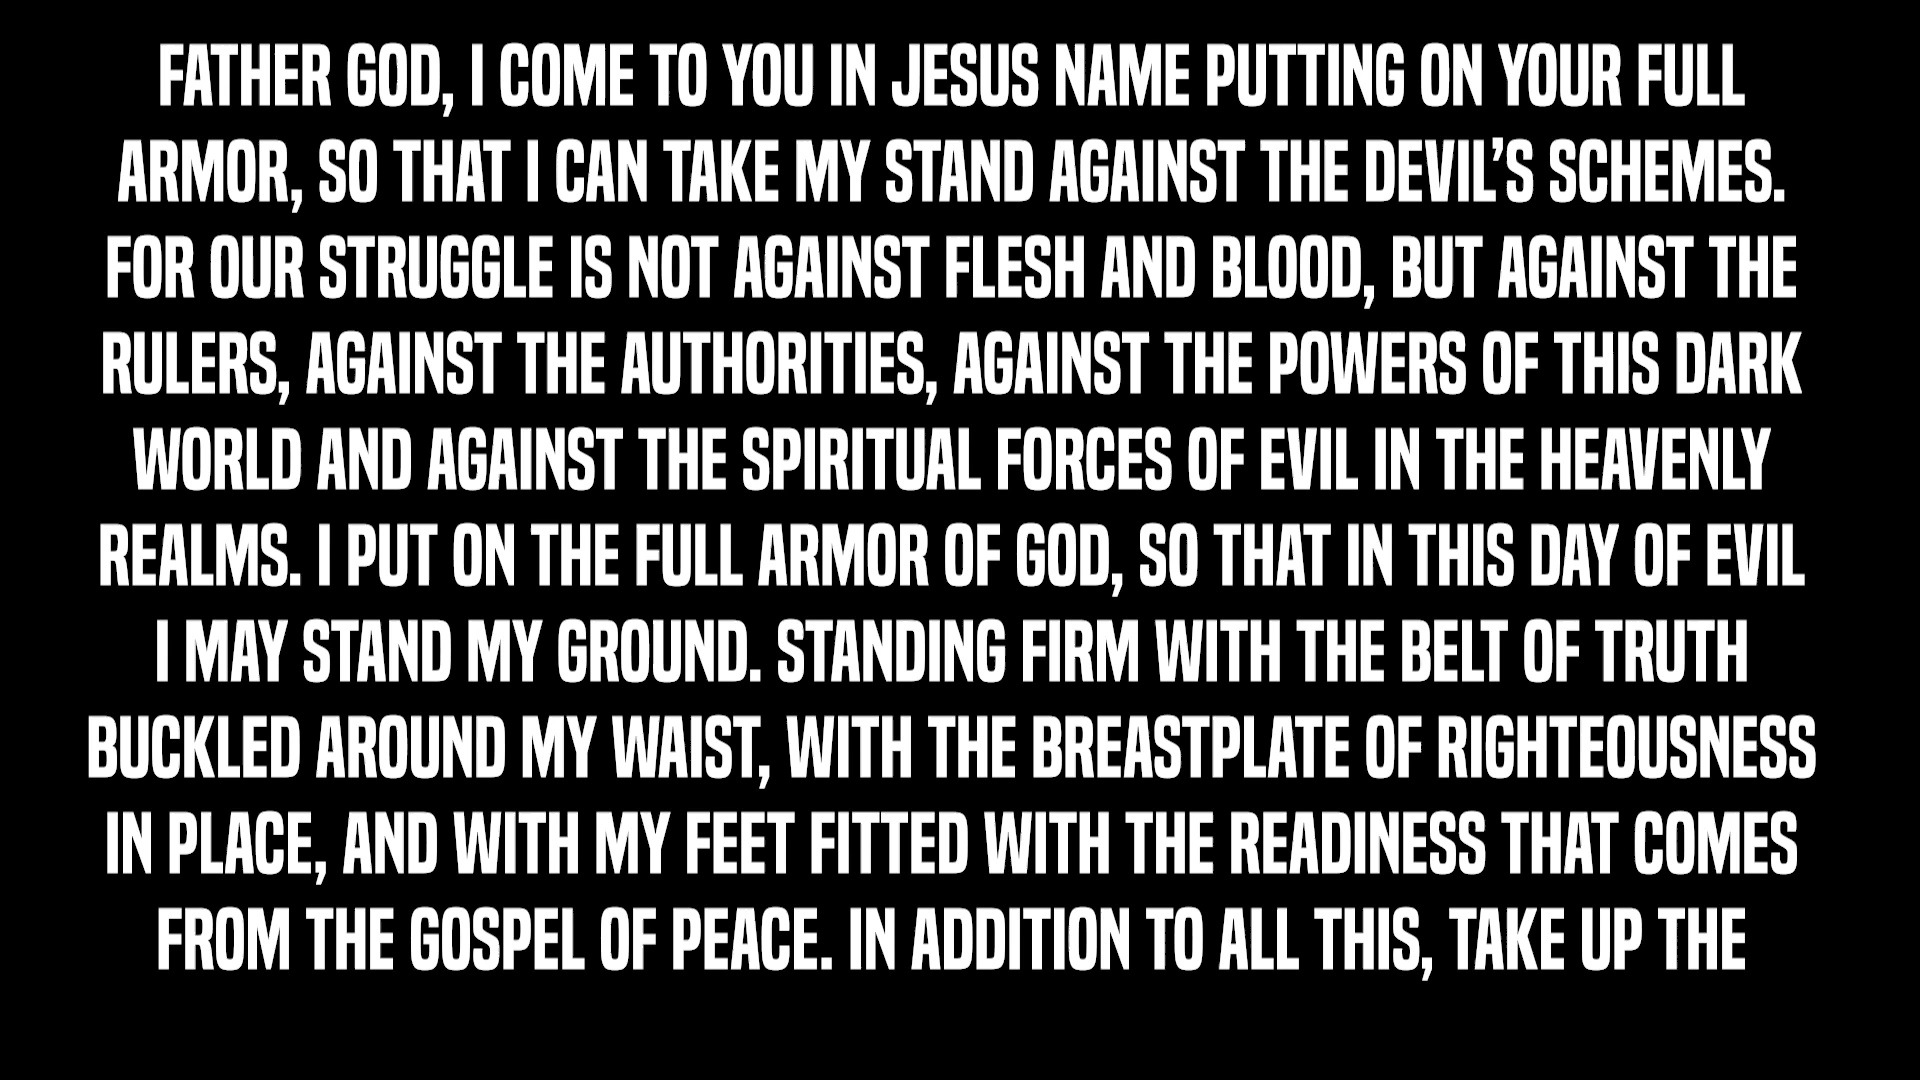 FATHER GOD, I COME TO YOU IN JESUS NAME PUTTING ON YOUR FULL
ARMOR, SO THAT I CAN TAKE MY STAND AGAINST THE DEVIL’S SCHEMES.
FOR OUR STRUGGLE IS NOT AGAINST FLESH AND BLOOD, BUT AGAINST THE
RULERS, AGAINST THE AUTHORITIES, AGAINST THE POWERS OF THIS DARK
WORLD AND AGAINST THE SPIRITUAL FORCES OF EVIL IN THE HEAVENLY
REALMS. I PUT ON THE FULL ARMOR OF GOD, SO THAT IN THIS DAY OF EVIL
I MAY STAND MY GROUND. STANDING FIRM WITH THE BELT OF TRUTH
BUCKLED AROUND MY WAIST, WITH THE BREASTPLATE OF RIGHTEOUSNESS
IN PLACE, AND WITH MY FEET FITTED WITH THE READINESS THAT COMES
FROM THE GOSPEL OF PEACE. IN ADDITION TO ALL THIS, TAKE UP THE